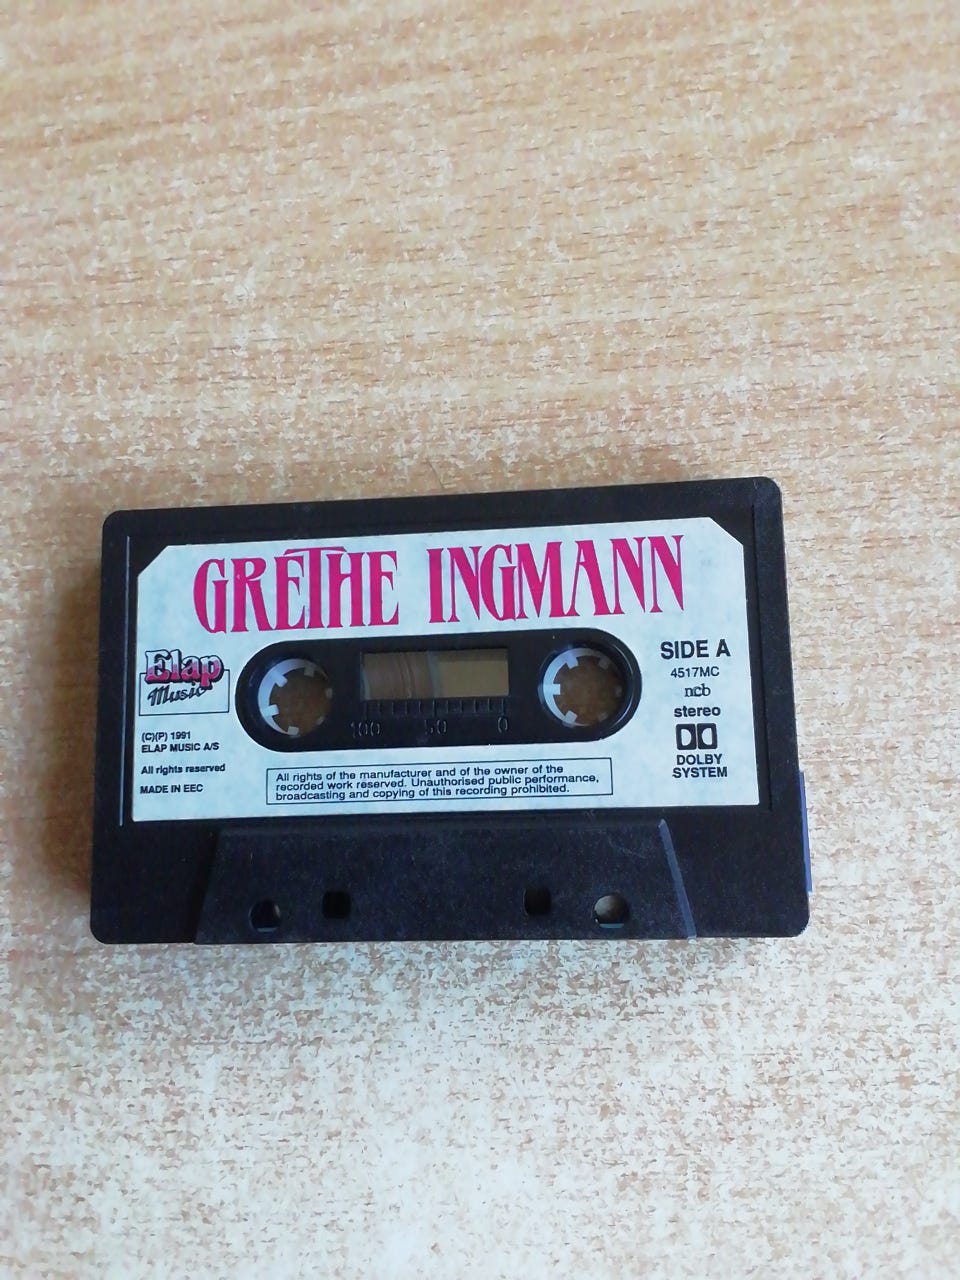 GRETHE INGMANN
Elap
Music
(C)(P) 1991
ELAP MUSIC A/S
All rights reserved
MADE IN EEC
100 50 0
SIDE A
4517MC
ncb
stereo
DOLBY
SYSTEM
All rights of the manufacturer and of the owner of the
recorded work reserved. Unauthorised public performance,
broadcasting and copying of this recording prohibited.